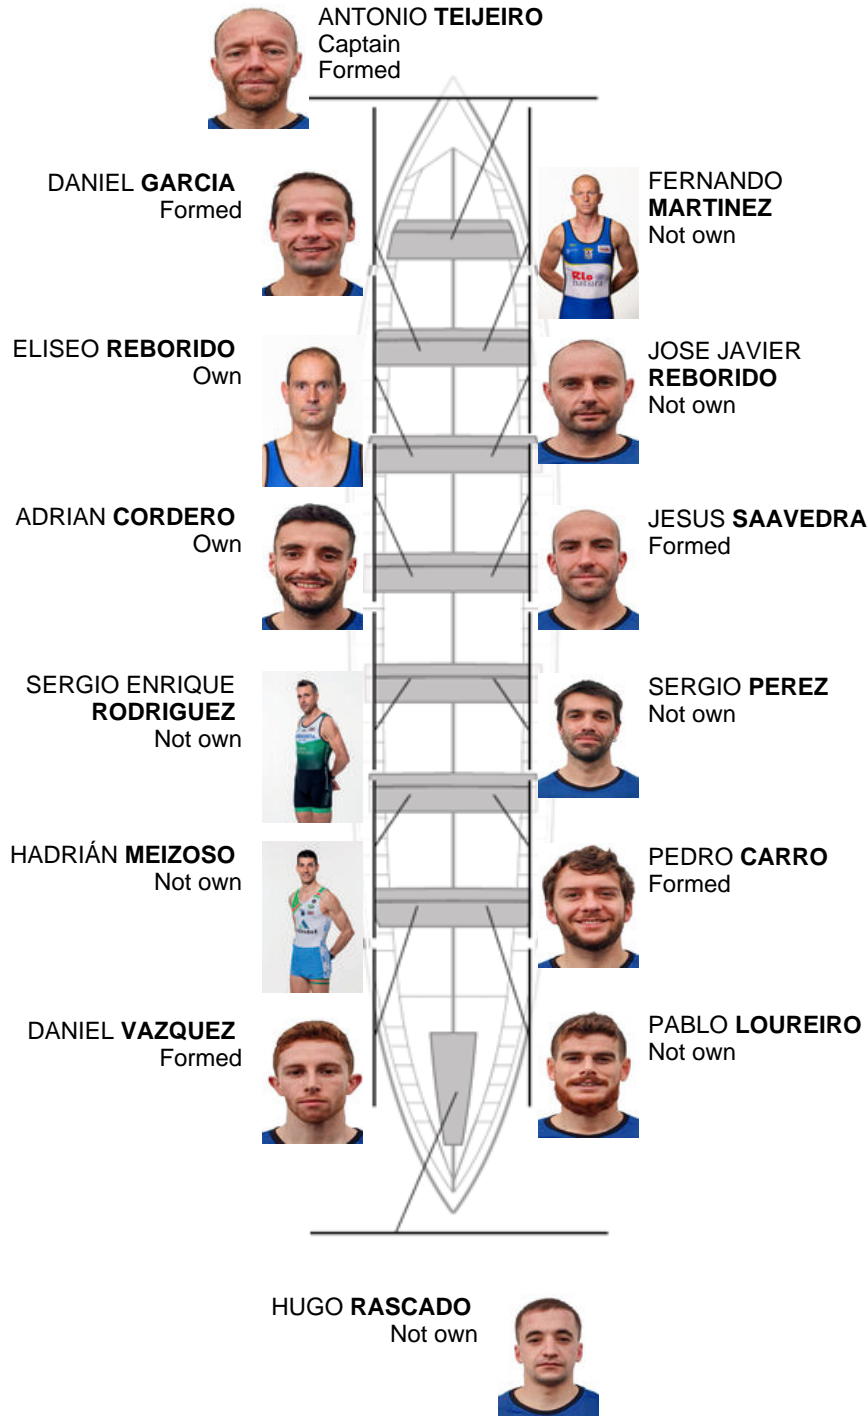 ANTONIO TEIJEIRO
Captain
Formed
DANIEL GARCIA
Formed
FERNANDO
MARTINEZ
Not own
Rio
natura
ELISEO REBORIDO
Own
JOSE JAVIER
REBORIDO
Not own
ADRIAN CORDERO
Own
JESUS SAAVEDRA
Formed
SERGIO ENRIQUE
RODRIGUEZ
Not own
SERGIO PEREZ
Not own
HADRIÁN MEIZOSO
Not own
PEDRO CARRO
Formed
DANIEL VAZQUEZ
Formed
PABLO LOUREIRO
Not own
HUGO RASCADO
Not own